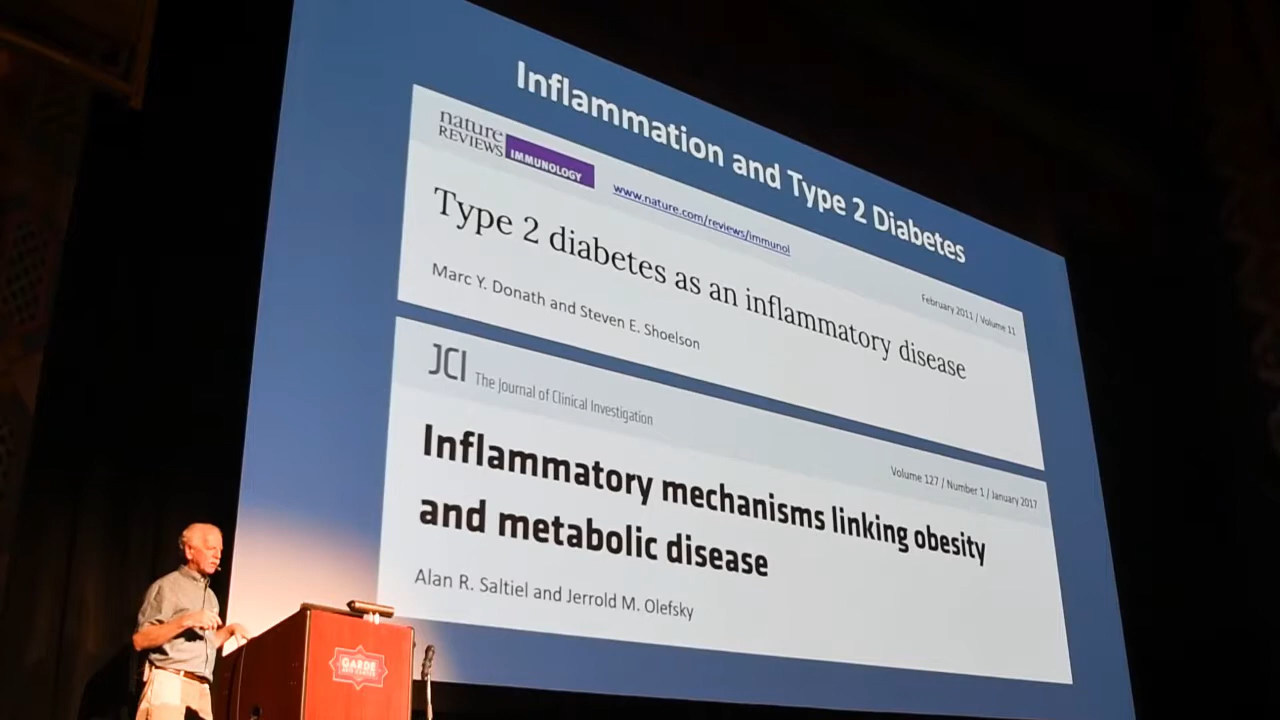 Inflammation and Type 2 Diabetes
nature
REVIEWS IMMUNOLOGY
www.nature.com/reviews/immunol
February 2011 / Volume 11
Type 2 diabetes as an inflammatory disease
Marc Y. Donath and Steven E. Shoelson
JCI The Journal of Clinical Investigation
Volume 127 / Number 1 / January 2017
Inflammatory mechanisms linking obesity
and metabolic disease
Alan R. Saltiel and Jerrold M. Olefsky
GARDE
ARTS CENTER